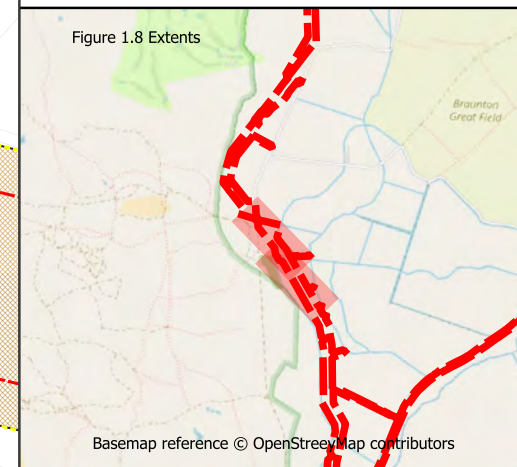 Figure 1.8 Extents
Braunton
Great Field
Basemap reference © OpenStreeyMap contributors